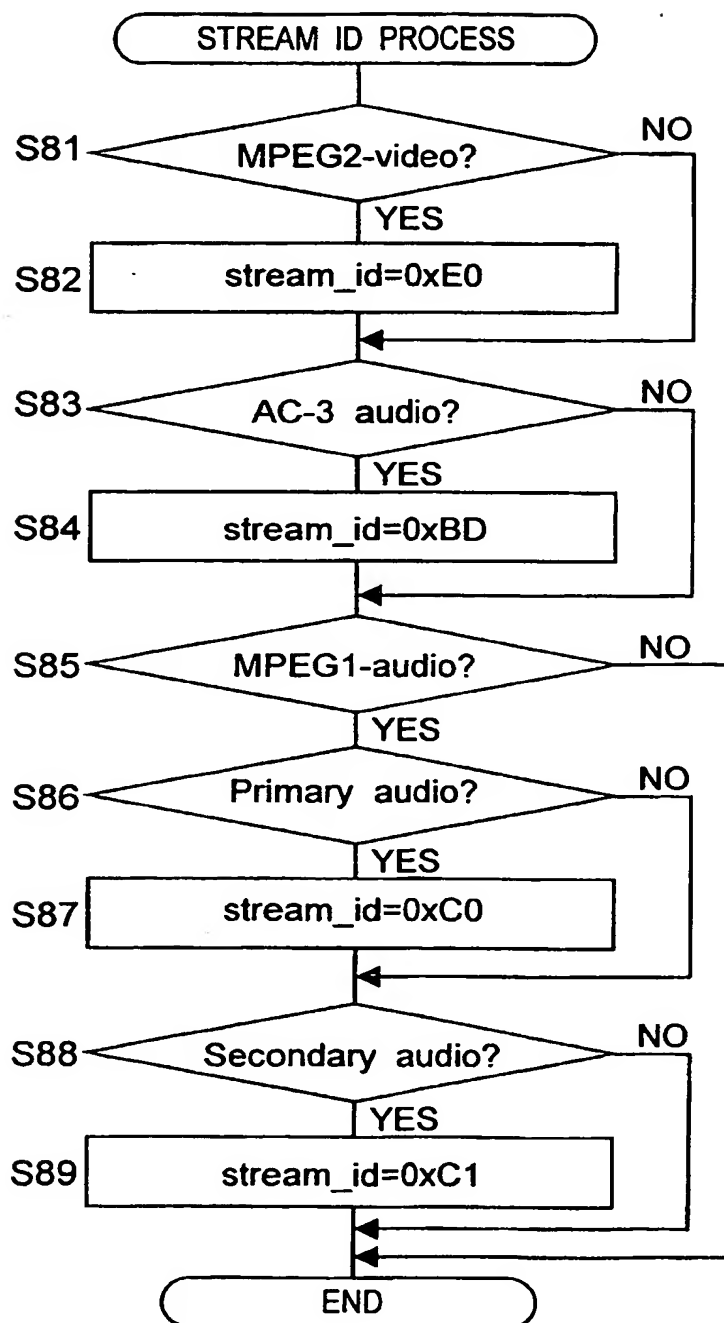 STREAM ID PROCESS
S81
MPEG2-video?
NO
YES
S82
stream_id=0xE0
S83
AC-3 audio?
NO
YES
S84
stream_id=0xBD
S85
MPEG1-audio?
NO
YES
S86
Primary audio?
NO
YES
S87
stream_id=0xC0
S88
Secondary audio?
NO
YES
S89
stream_id=0xC1
END